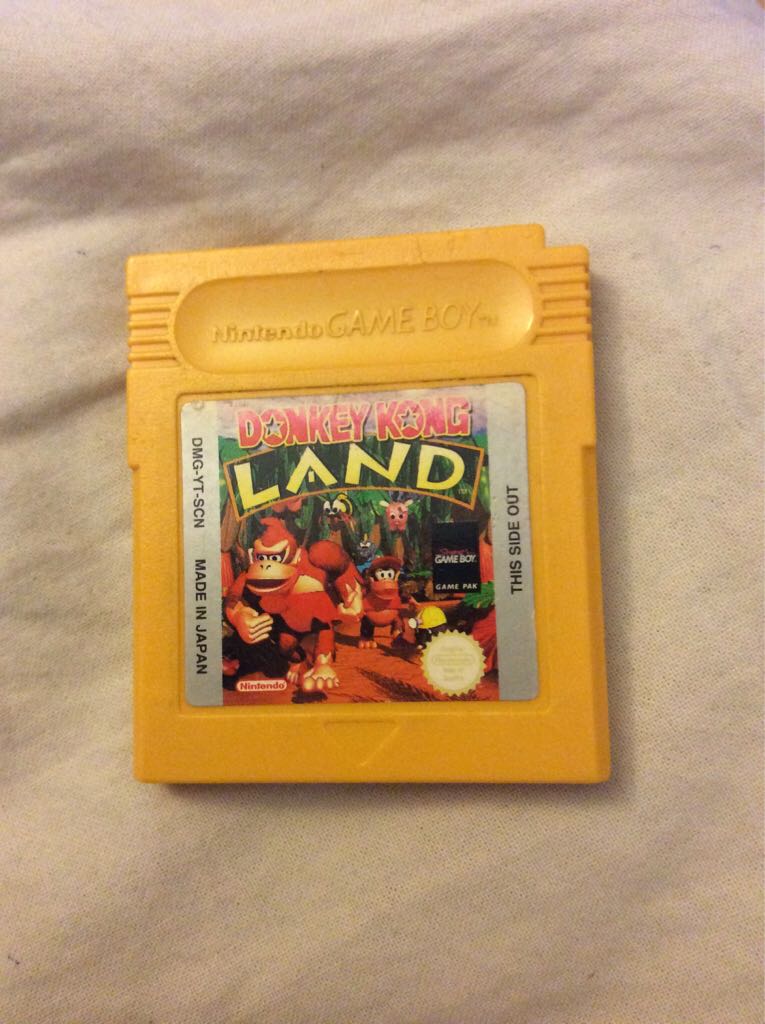 Nintendo GAME BOY™
DONKEY KONG
LAND
DMG-YT-SCN MADE IN JAPAN
GAME BOY
GAME PAK
THIS SIDE OUT
Nintendo